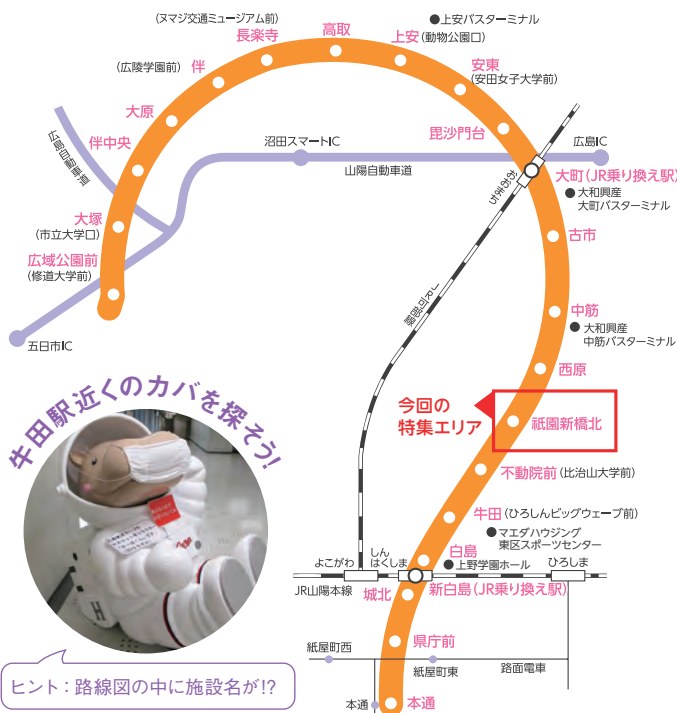 (ヌマジ交通ミュージアム前)
長楽寺
高取
●上安バスターミナル
上安(動物公園口)
(広陵学園前) 伴
安東
(安田女子大学前)
大原
毘沙門台
伴中央
沼田スマートIC
広島IC
広島自動車道
山陽自動車道
大町(JR乗り換え駅)
おおまち
●大和興産
大町バスターミナル
大塚
(市立大学口)
古市
広域公園前
(修道大学前)
JR可部線
中筋
●大和興産
中筋バスターミナル
五日市IC
西原
今回の
特集エリア
祇園新橋北
牛田駅近くのカバを探そう!
不動院前(比治山大学前)
牛田(ひろしんビッグウェーブ前)
●マエダハウジング
東区スポーツセンター
白島
●上野学園ホール
よこがわ
しん
はくしま
ひろしま
JR山陽本線
城北
新白島(JR乗り換え駅)
県庁前
紙屋町西
紙屋町東
路面電車
本通
本通
ヒント:路線図の中に施設名が!?